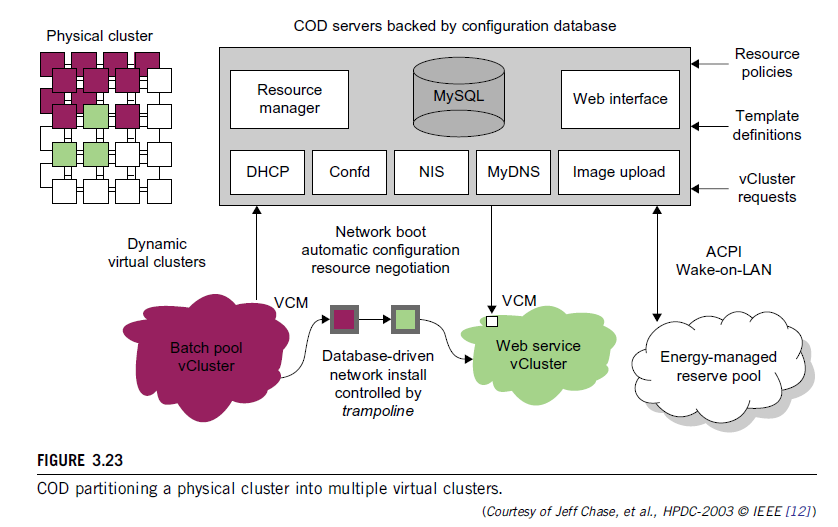 COD servers backed by configuration database
Physical cluster
Resource
manager
MySQL
Web interface
Resource
policies
Template
definitions
vCluster
requests
DHCP
Confd
NIS
MyDNS
Image upload
Dynamic
virtual clusters
Network boot
automatic configuration
resource negotiation
ACPI
Wake-on-LAN
VCM
VCM
Batch pool
vCluster
Database-driven
network install
controlled by
trampoline
Web service
vCluster
Energy-managed
reserve pool
FIGURE 3.23
COD partitioning a physical cluster into multiple virtual clusters.
(Courtesy of Jeff Chase, et al., HPDC-2003 © IEEE [12])